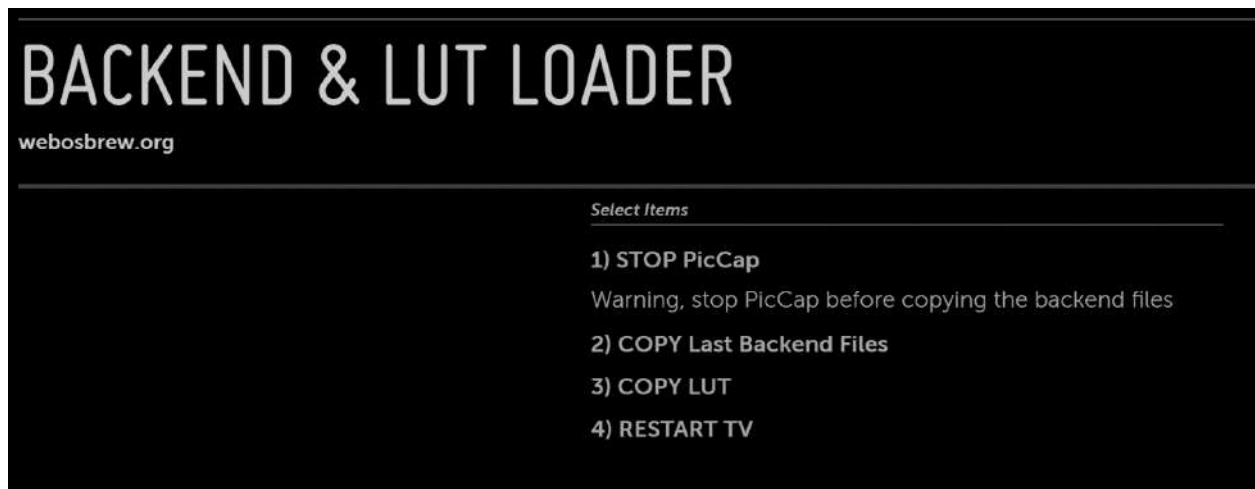 BACKEND & LUT LOADER
webosbrew.org
Select Items
1) STOP PicCap
Warning, stop PicCap before copying the backend files
2) COPY Last Backend Files
3) COPY LUT
4) RESTART TV